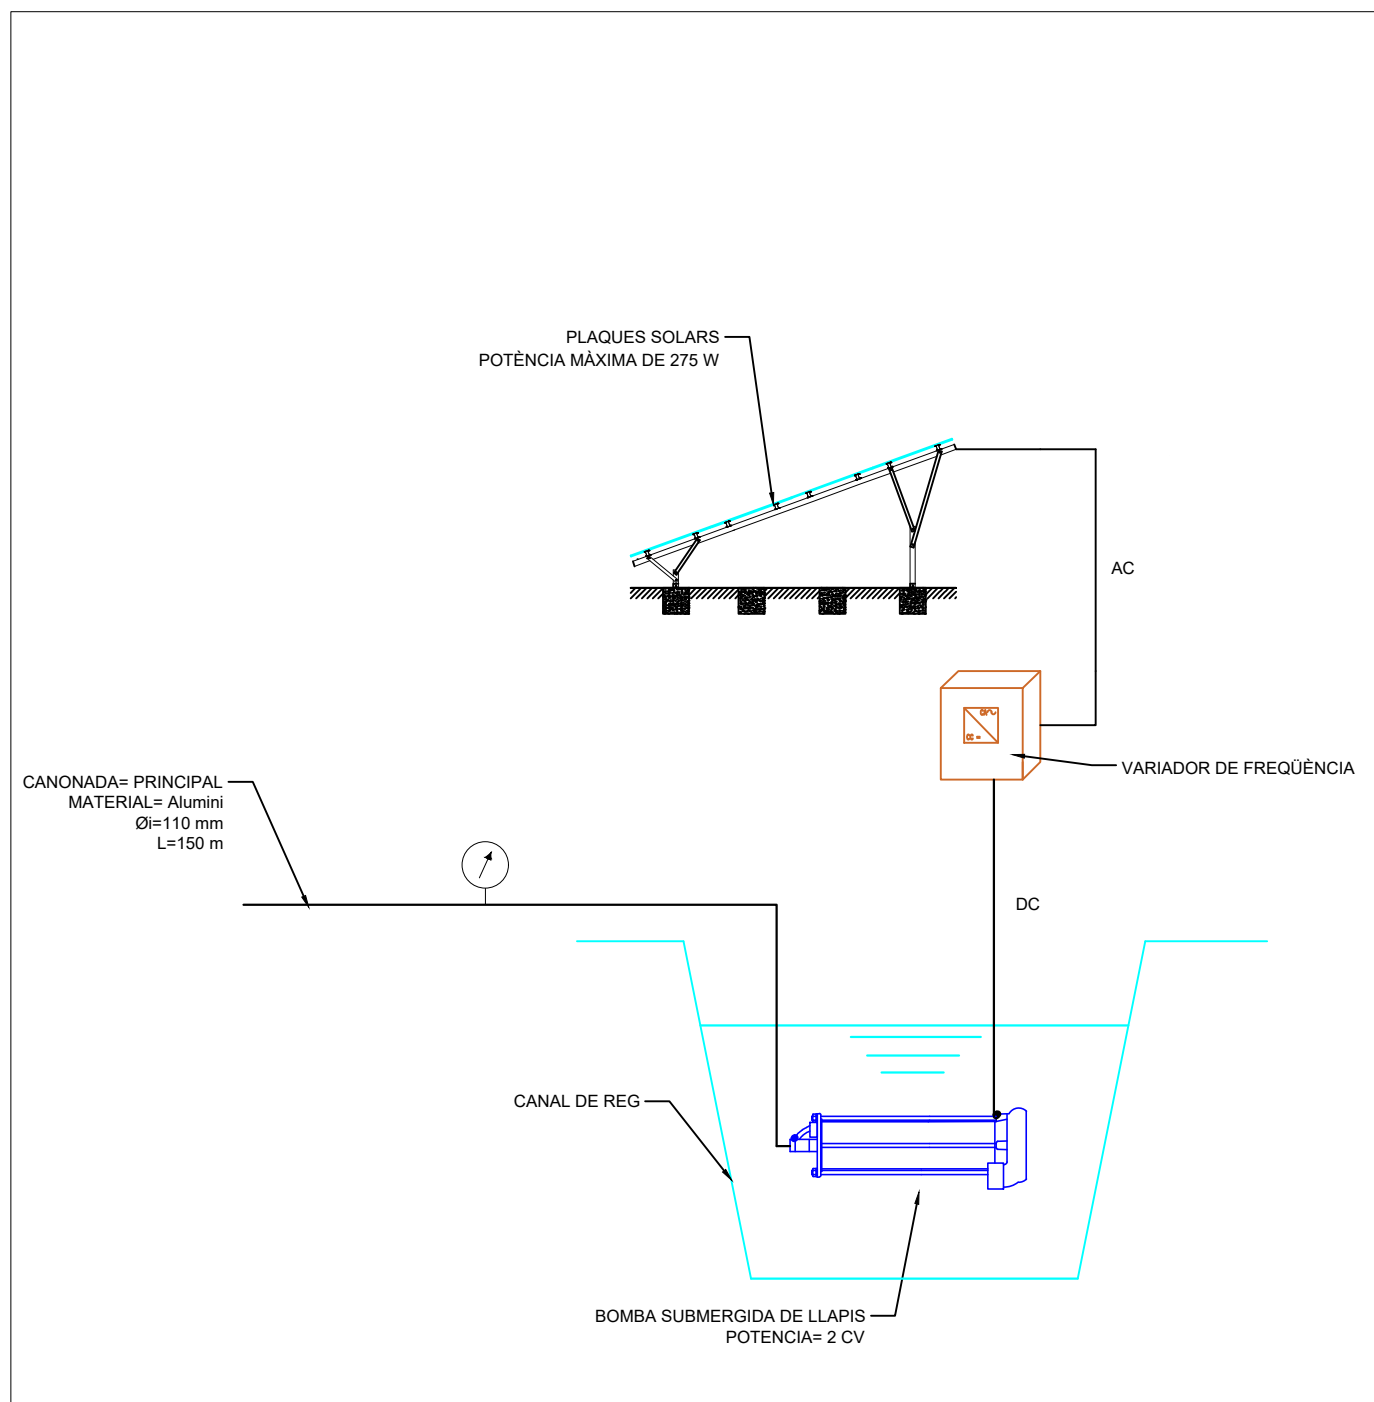 PLAQUES SOLARS
POTÈNCIA MÀXIMA DE 275 W
AC
VARIADOR DE FREQÜÈNCIA
CANONADA= PRINCIPAL
MATERIAL= Alumini
Øi=110 mm
L=150 m
DC
CANAL DE REG
BOMBA SUBMERGIDA DE LLAPIS
POTENCIA= 2 CV